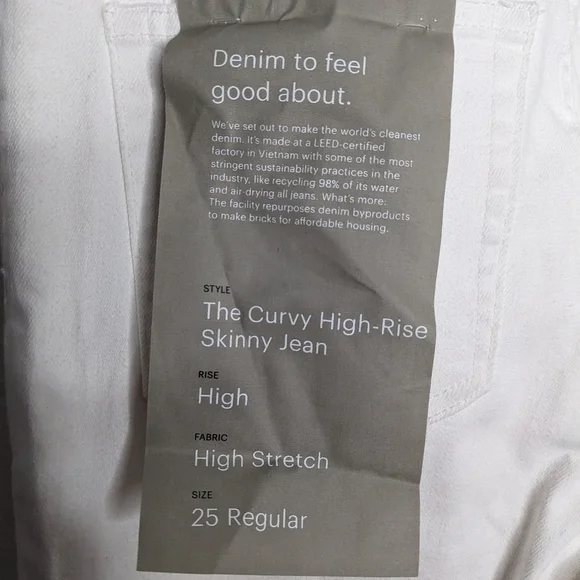 Denim to feel
good about.
We've set out to make the world's cleanest
denim. it's made at a LEED-certified
factory in Vietnam with some of the most
stringent sustainability practices in the
industry, like recycling 98% of its water
and air drying all jeans. What's more:
The facility repurposes denim byproducts
to make bricks for affordable housing.
STYLE
The Curvy High-Rise
Skinny Jean
RISE
High
FABRIC
High Stretch
SIZE
25 Regular